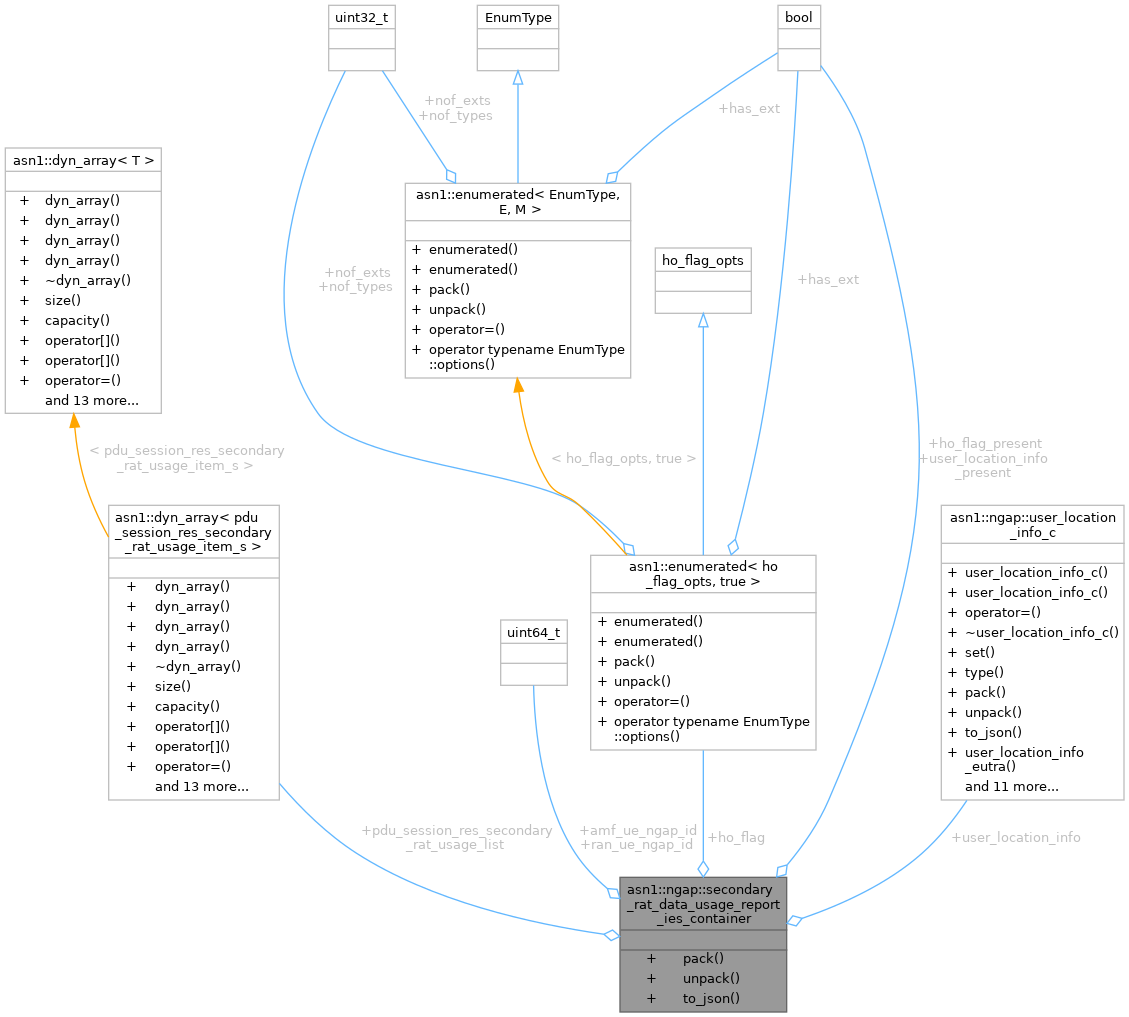 uint32_t
EnumType
bool
+nof_exts
+nof_types
+has_ext
asn1::dyn_array< T >
+ dyn_array()
+ dyn_array()
+ dyn_array()
+ dyn_array()
+ ~dyn_array()
+ size()
+ capacity()
+ operator[]()
+ operator[]()
+ operator=()
and 13 more...
asn1::enumerated< EnumType,
E, M >
+ enumerated()
+ enumerated()
+ pack()
+ unpack()
+ operator=()
+ operator typename EnumType
::options()
ho_flag_opts
+nof_exts
+nof_types
+has_ext
< pdu_session_res_secondary
_rat_usage_item_s >
< ho_flag_opts, true >
+ho_flag_present
+user_location_info
_present
asn1::dyn_array< pdu
_session_res_secondary
_rat_usage_item_s >
+ dyn_array()
+ dyn_array()
+ dyn_array()
+ dyn_array()
+ ~dyn_array()
+ size()
+ capacity()
+ operator[]()
+ operator[]()
+ operator=()
and 13 more...
uint64_t
asn1::enumerated< ho
_flag_opts, true >
+ enumerated()
+ enumerated()
+ pack()
+ unpack()
+ operator=()
+ operator typename EnumType
::options()
asn1::ngap::user_location
_info_c
+ user_location_info_c()
+ user_location_info_c()
+ operator=()
+ ~user_location_info_c()
+ set()
+ type()
+ pack()
+ unpack()
+ to_json()
+ user_location_info
_eutra()
and 11 more...
+pdu_session_res_secondary
_rat_usage_list
+amf_ue_ngap_id
+ran_ue_ngap_id
+ho_flag
+user_location_info
asn1::ngap::secondary
_rat_data_usage_report
_ies_container
+ pack()
+ unpack()
+ to_json()